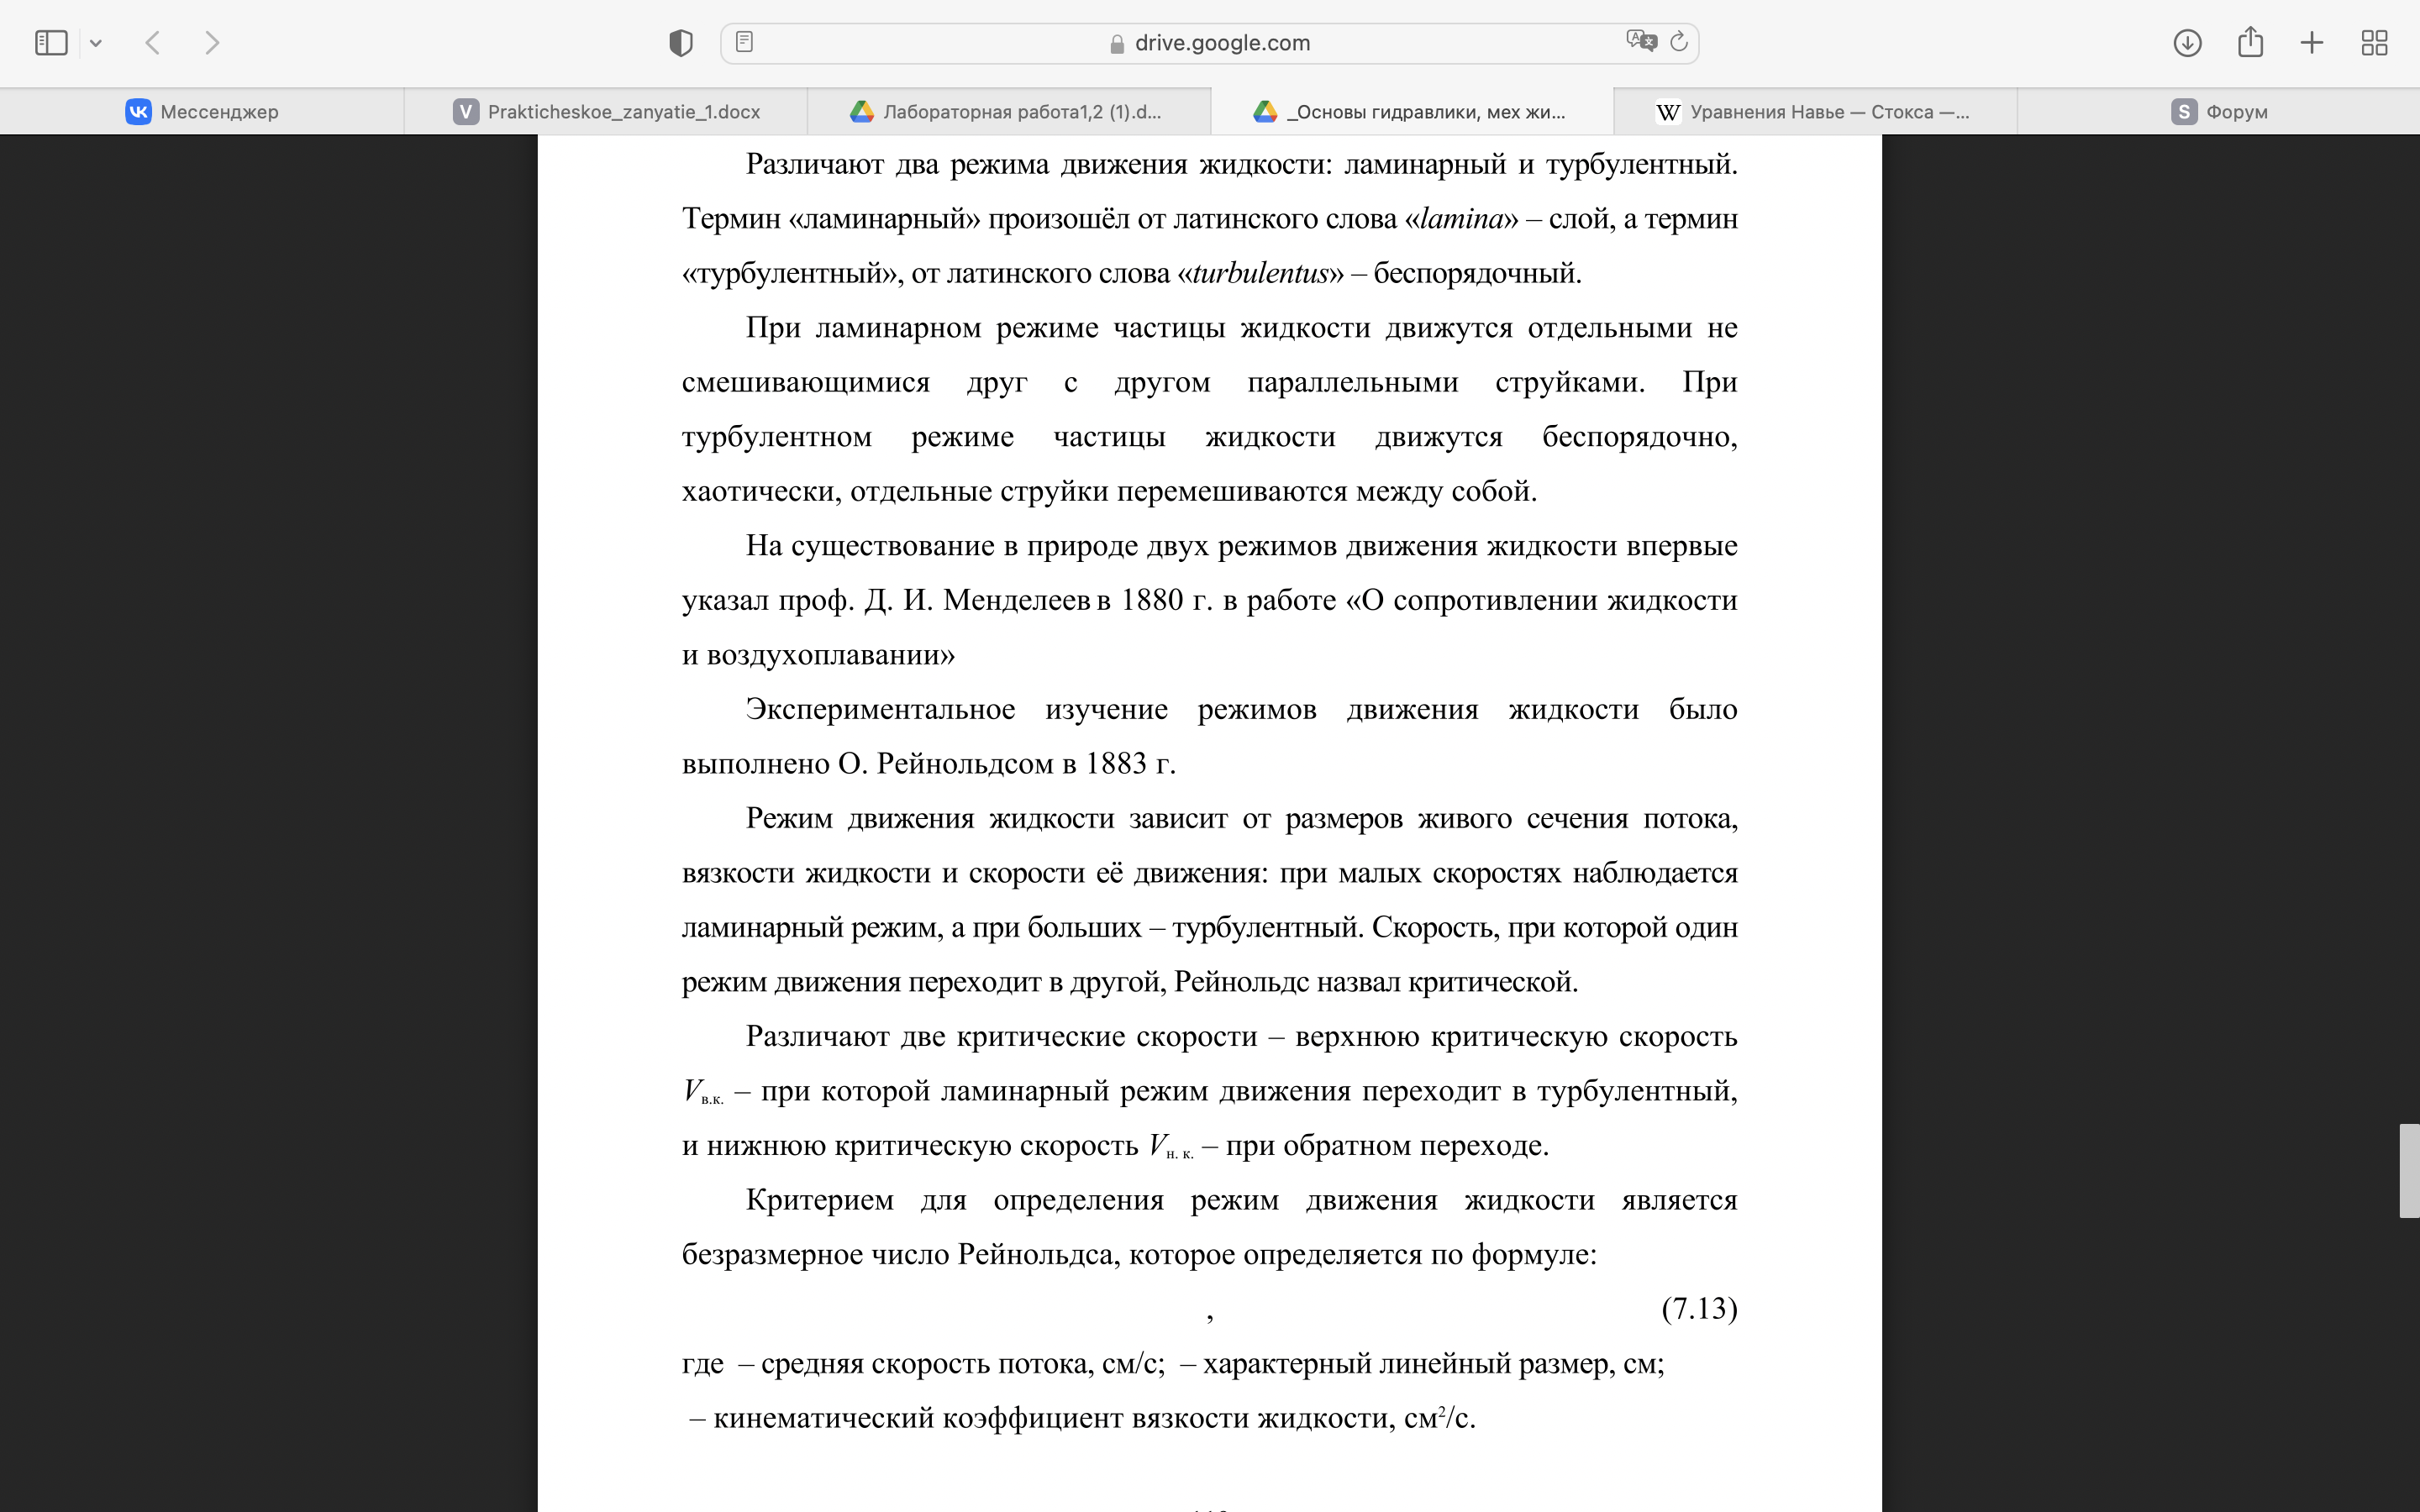 drive.google.com
Мессенджер
V Prakticheskoe_zanyatie_1.docx
Лабораторная работа1,2 (1).d...
_Основы гидравлики, мех жи...
W Уравнения Навье — Стокса —...
S Форум
Различают два режима движения жидкости: ламинарный и турбулентный.
Термин «ламинарный» произошёл от латинского слова «lamina» – слой, а термин
«турбулентный», от латинского слова «turbulentus» – беспорядочный.
При ламинарном режиме частицы жидкости движутся отдельными не
смешивающимися друг с другом параллельными струйками. При
турбулентном режиме частицы жидкости движутся беспорядочно,
хаотически, отдельные струйки перемешиваются между собой.
На существование в природе двух режимов движения жидкости впервые
указал проф. Д. И. Менделеев в 1880 г. в работе «О сопротивлении жидкости
и воздухоплавании»
Экспериментальное изучение режимов движения жидкости было
выполнено О. Рейнольдсом в 1883 г.
Режим движения жидкости зависит от размеров живого сечения потока,
вязкости жидкости и скорости её движения: при малых скоростях наблюдается
ламинарный режим, а при больших – турбулентный. Скорость, при которой один
режим движения переходит в другой, Рейнольдс назвал критической.
Различают две критические скорости – верхнюю критическую скорость
Vв.к. – при которой ламинарный режим движения переходит в турбулентный,
и нижнюю критическую скорость Vн. к. – при обратном переходе.
Критерием для определения режим движения жидкости является
безразмерное число Рейнольдса, которое определяется по формуле:
, (7.13)
где – средняя скорость потока, см/с; – характерный линейный размер, см;
– кинематический коэффициент вязкости жидкости, см²/с.